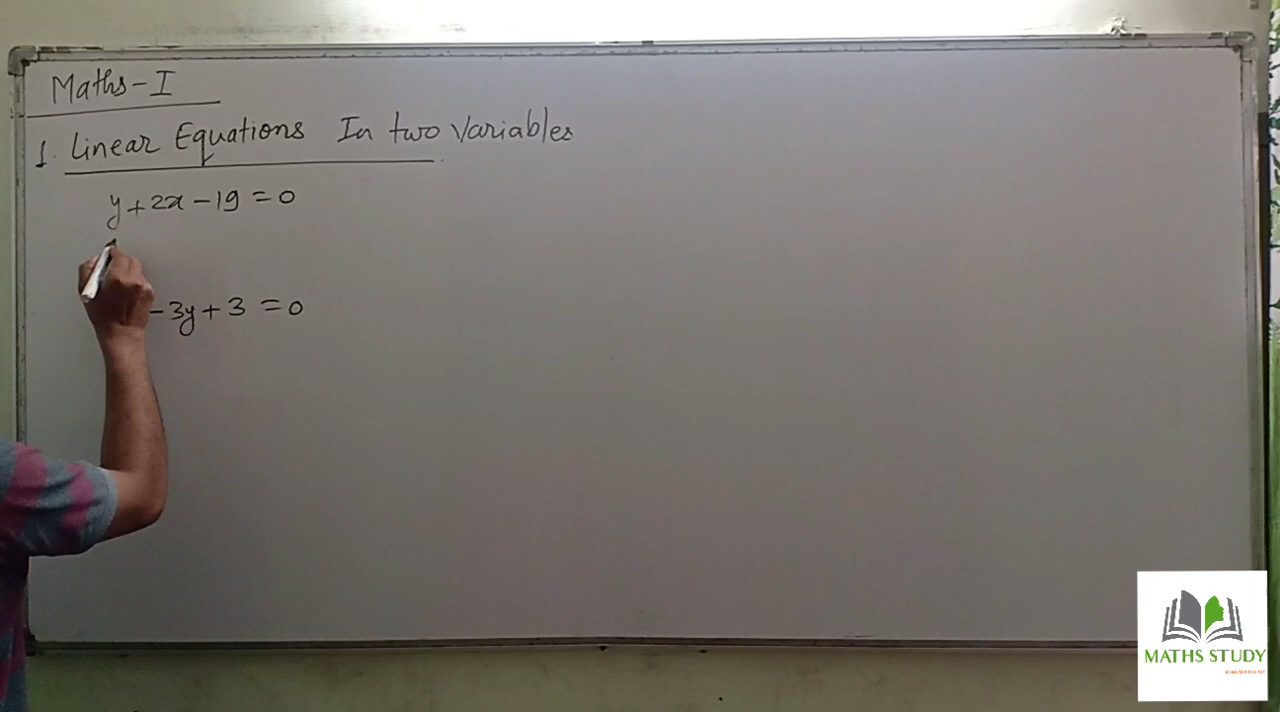 Maths-I
1. Linear Equations In two Variables
y+2x-19=0
-3y+3=0
MATHS STUDY